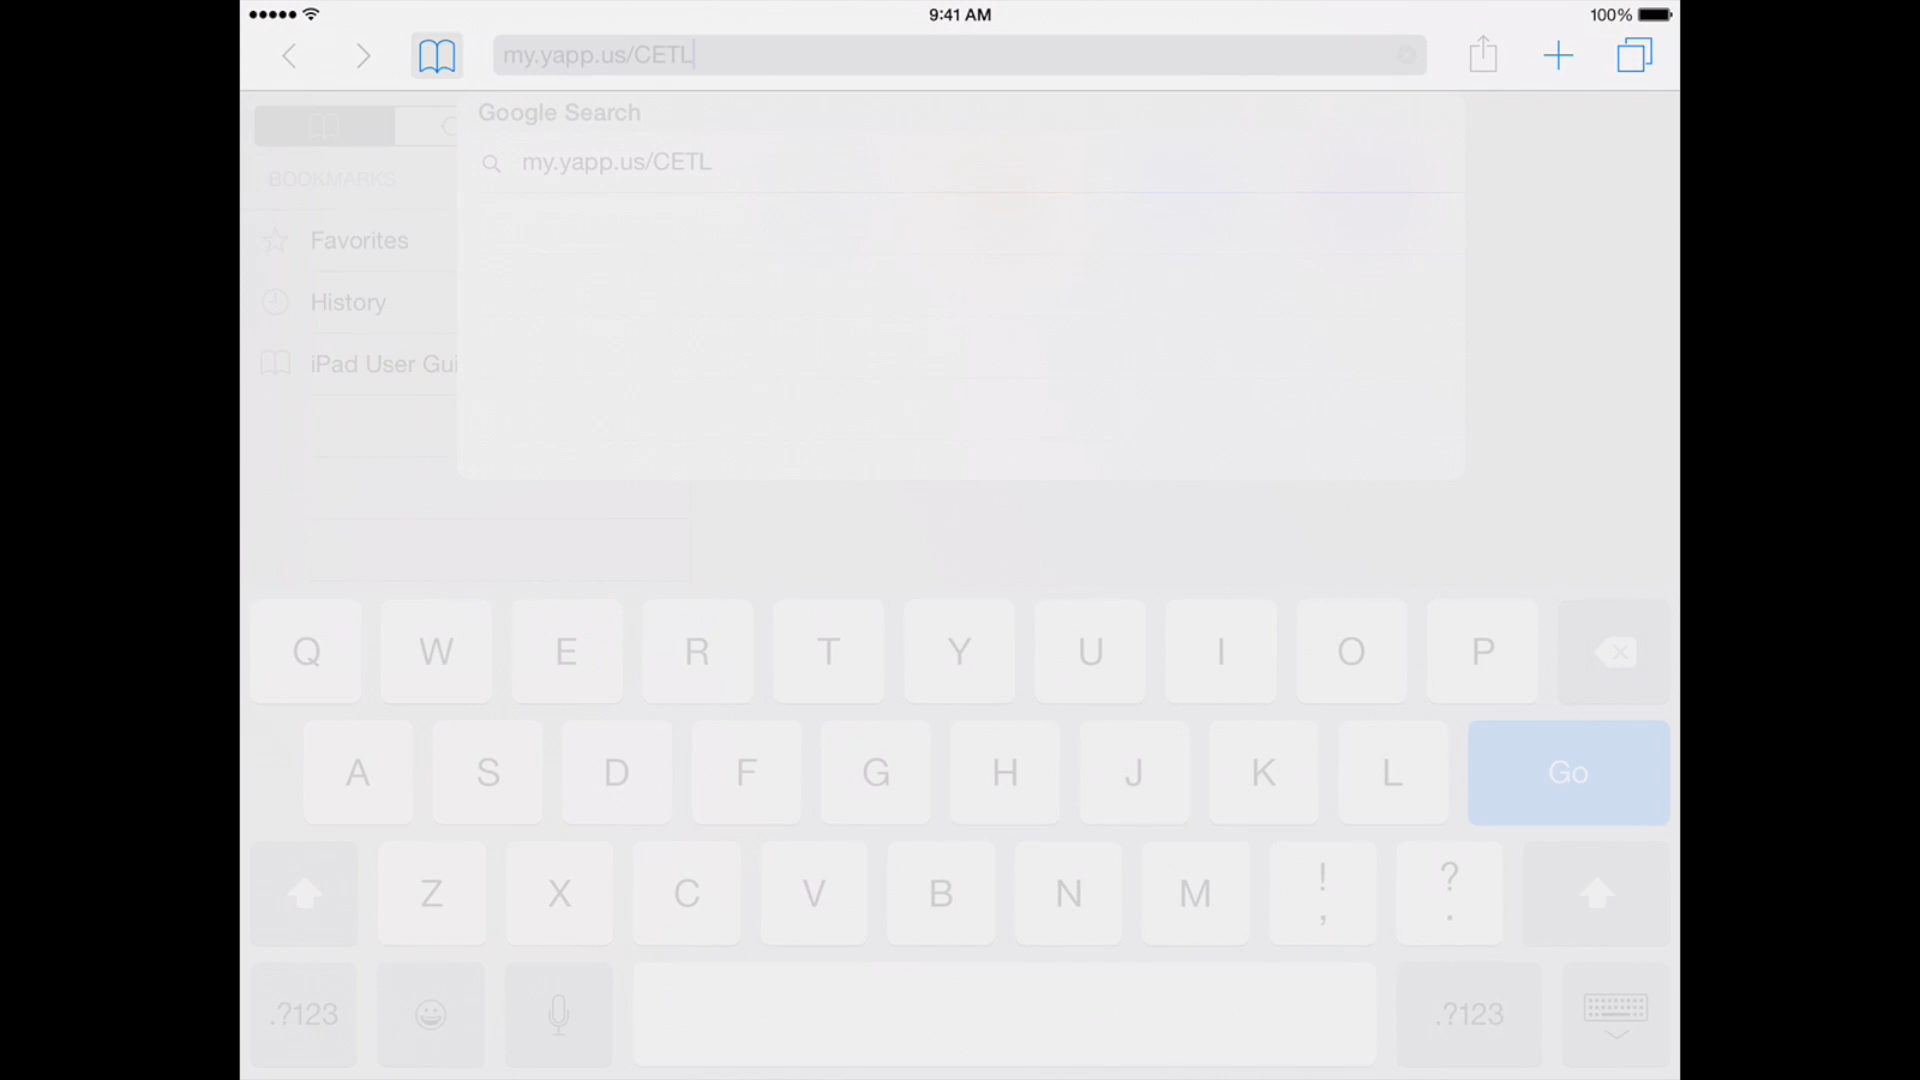 9:41 AM
100%
my.yapp.us/CETL
Google Search
my.yapp.us/CETL
BOOKMARKS
Favorites
History
iPad User Gui
Q W E R T Y U I O P
A S D F G H J K L Go
Z X C V B N M ! , ? .
.?123 .?123